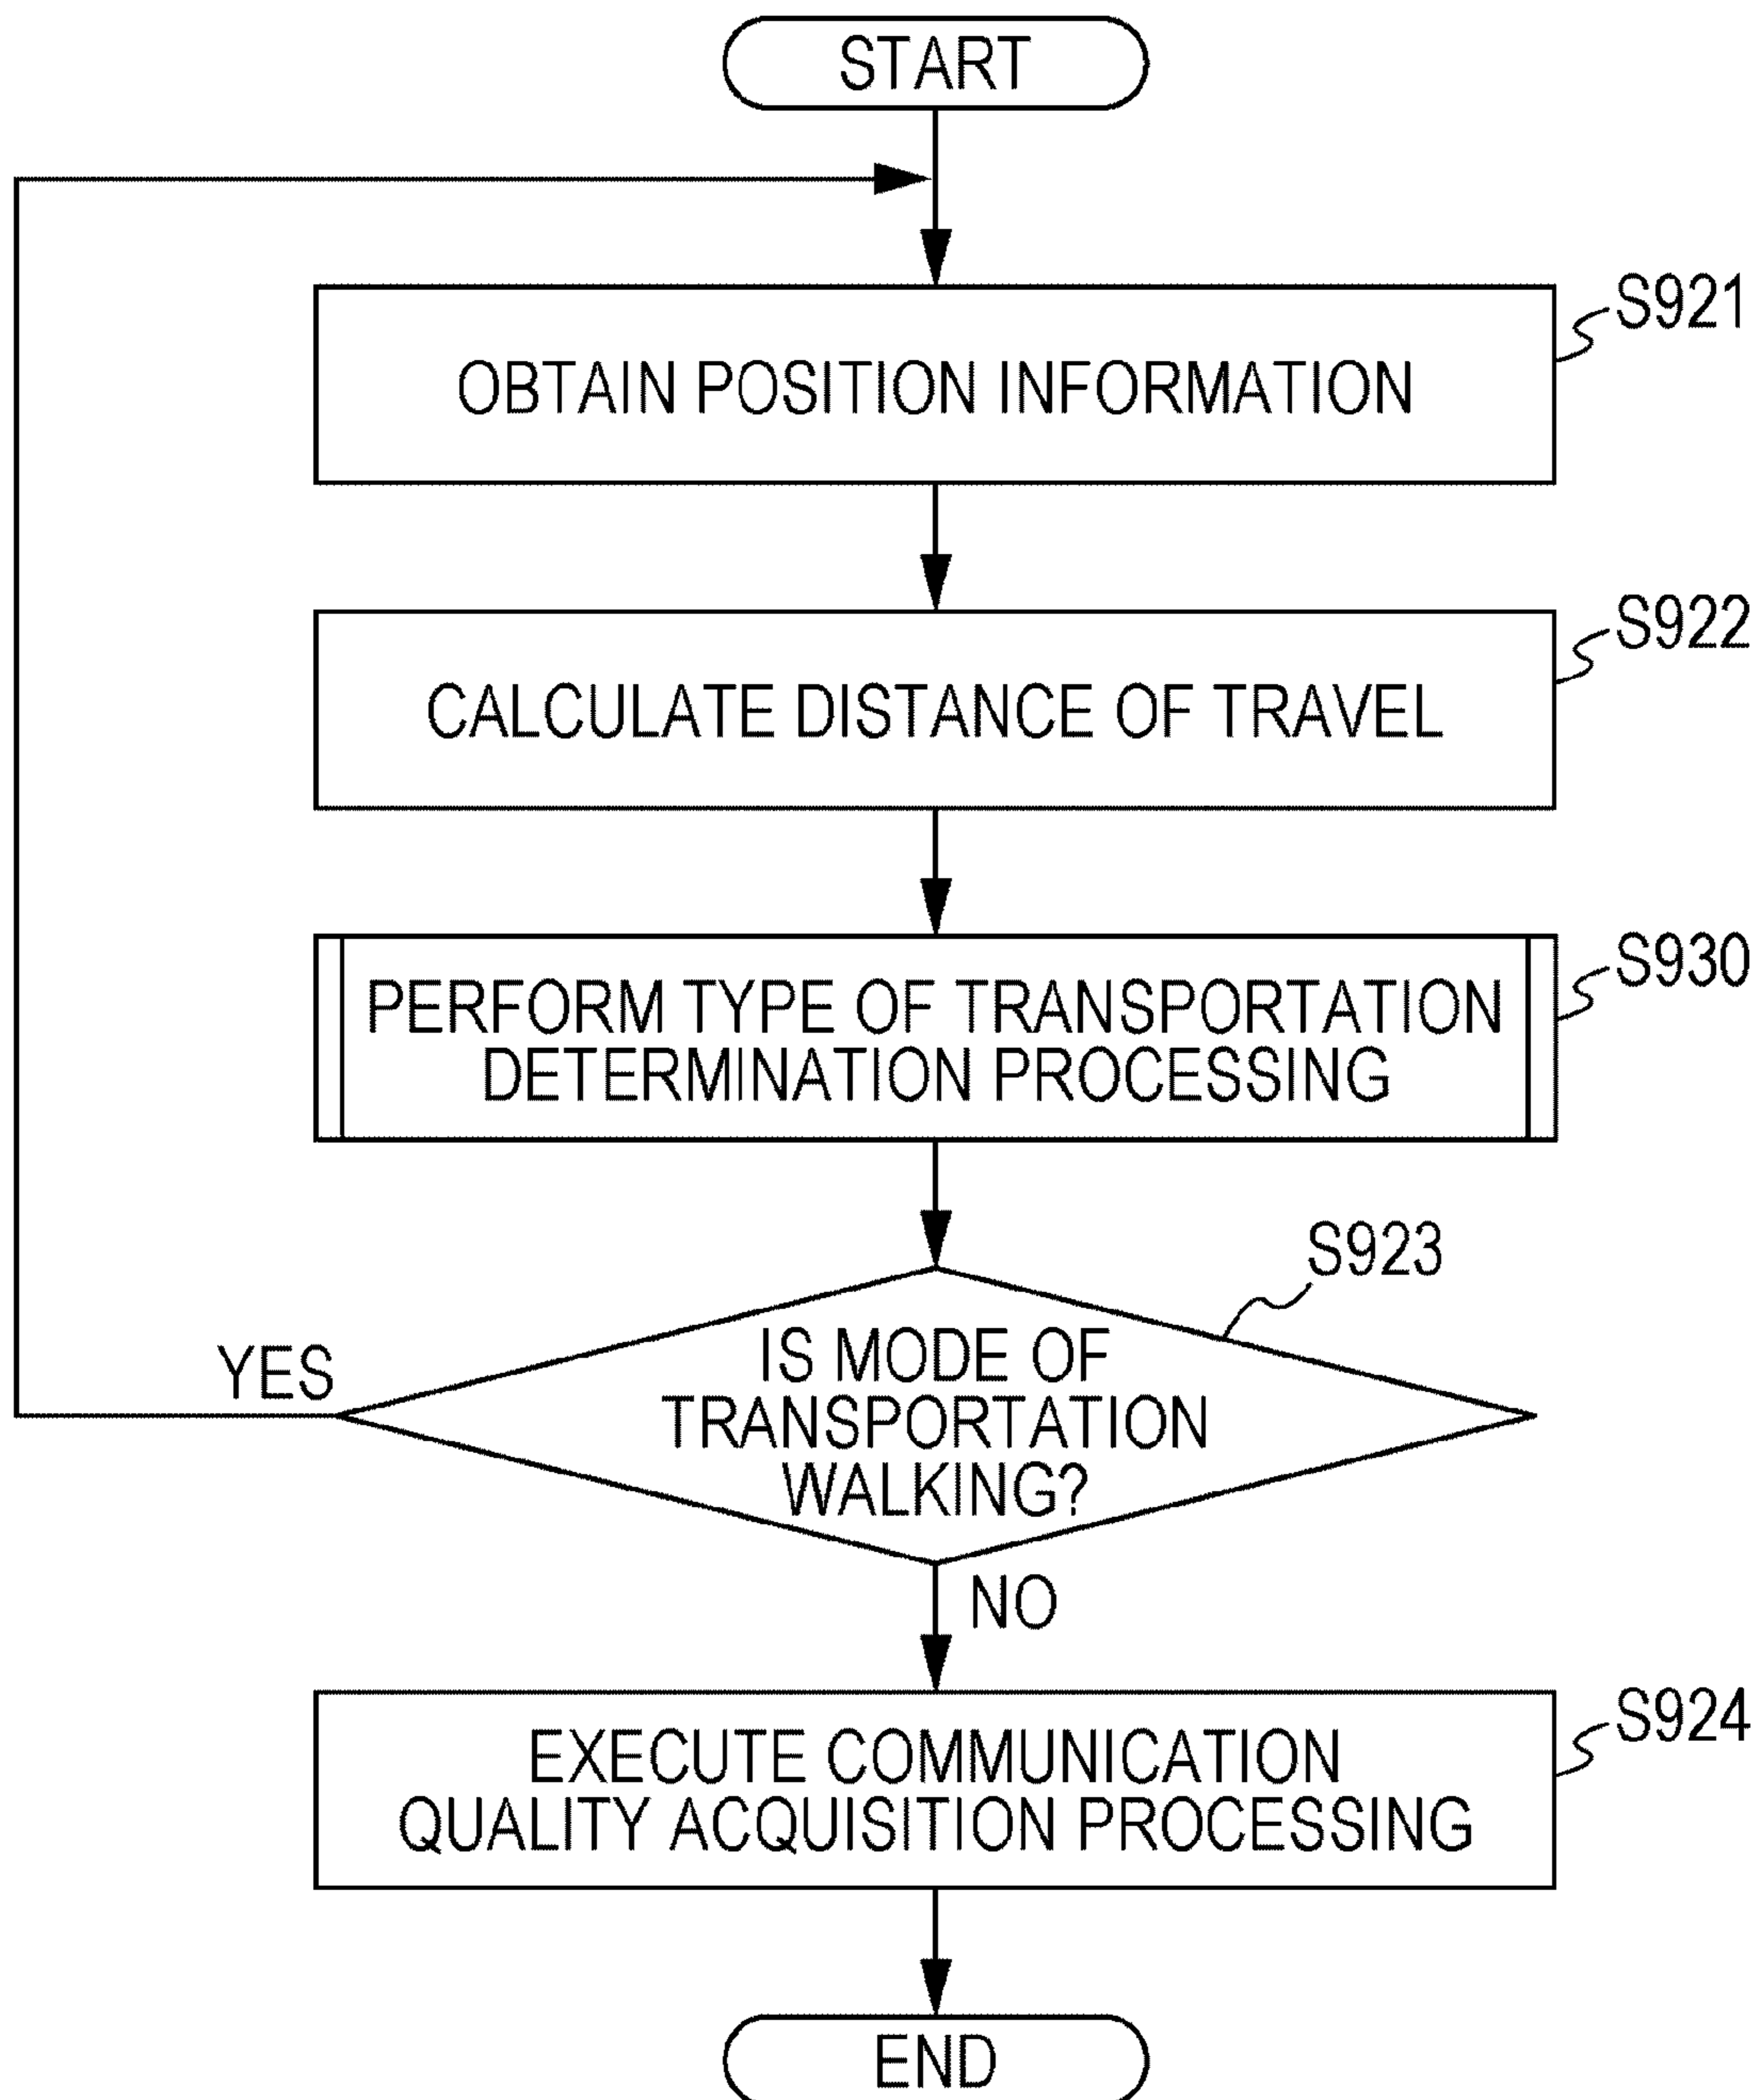 START
S921
OBTAIN POSITION INFORMATION
S922
CALCULATE DISTANCE OF TRAVEL
S930
PERFORM TYPE OF TRANSPORTATION
DETERMINATION PROCESSING
S923
YES
IS MODE OF
TRANSPORTATION
WALKING?
NO
S924
EXECUTE COMMUNICATION
QUALITY ACQUISITION PROCESSING
END